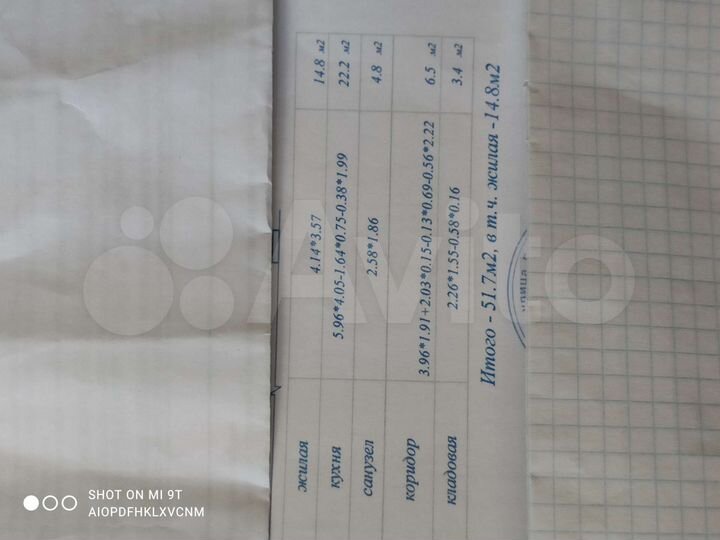 жилая 4.14*3.57 14.8 м2
кухня 5.96*4.05-1.64*0.75-0.38*1.99 22.2 м2
санузел 2.58*1.86 4.8 м2
коридор 3.96*1.91+2.03*0.15-0.13*0.69-0.56*2.22 6.5 м2
кладовая 2.26*1.55-0.58*0.16 3.4 м2
Итого - 51.7м2, в т.ч. жилая -14.8м2
Avito
SHOT ON MI 9T
AIOPDFHKLXVCNM